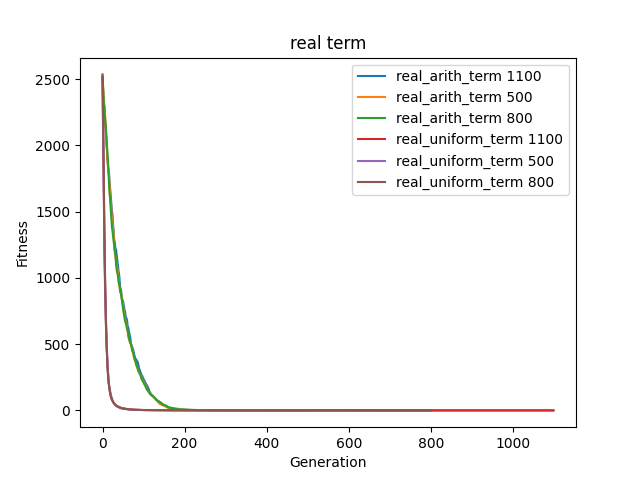 real term
real_arith_term 1100
real_arith_term 500
real_arith_term 800
real_uniform_term 1100
real_uniform_term 500
real_uniform_term 800
Fitness
2500
2000
1500
1000
500
0
0 200 400 600 800 1000
Generation